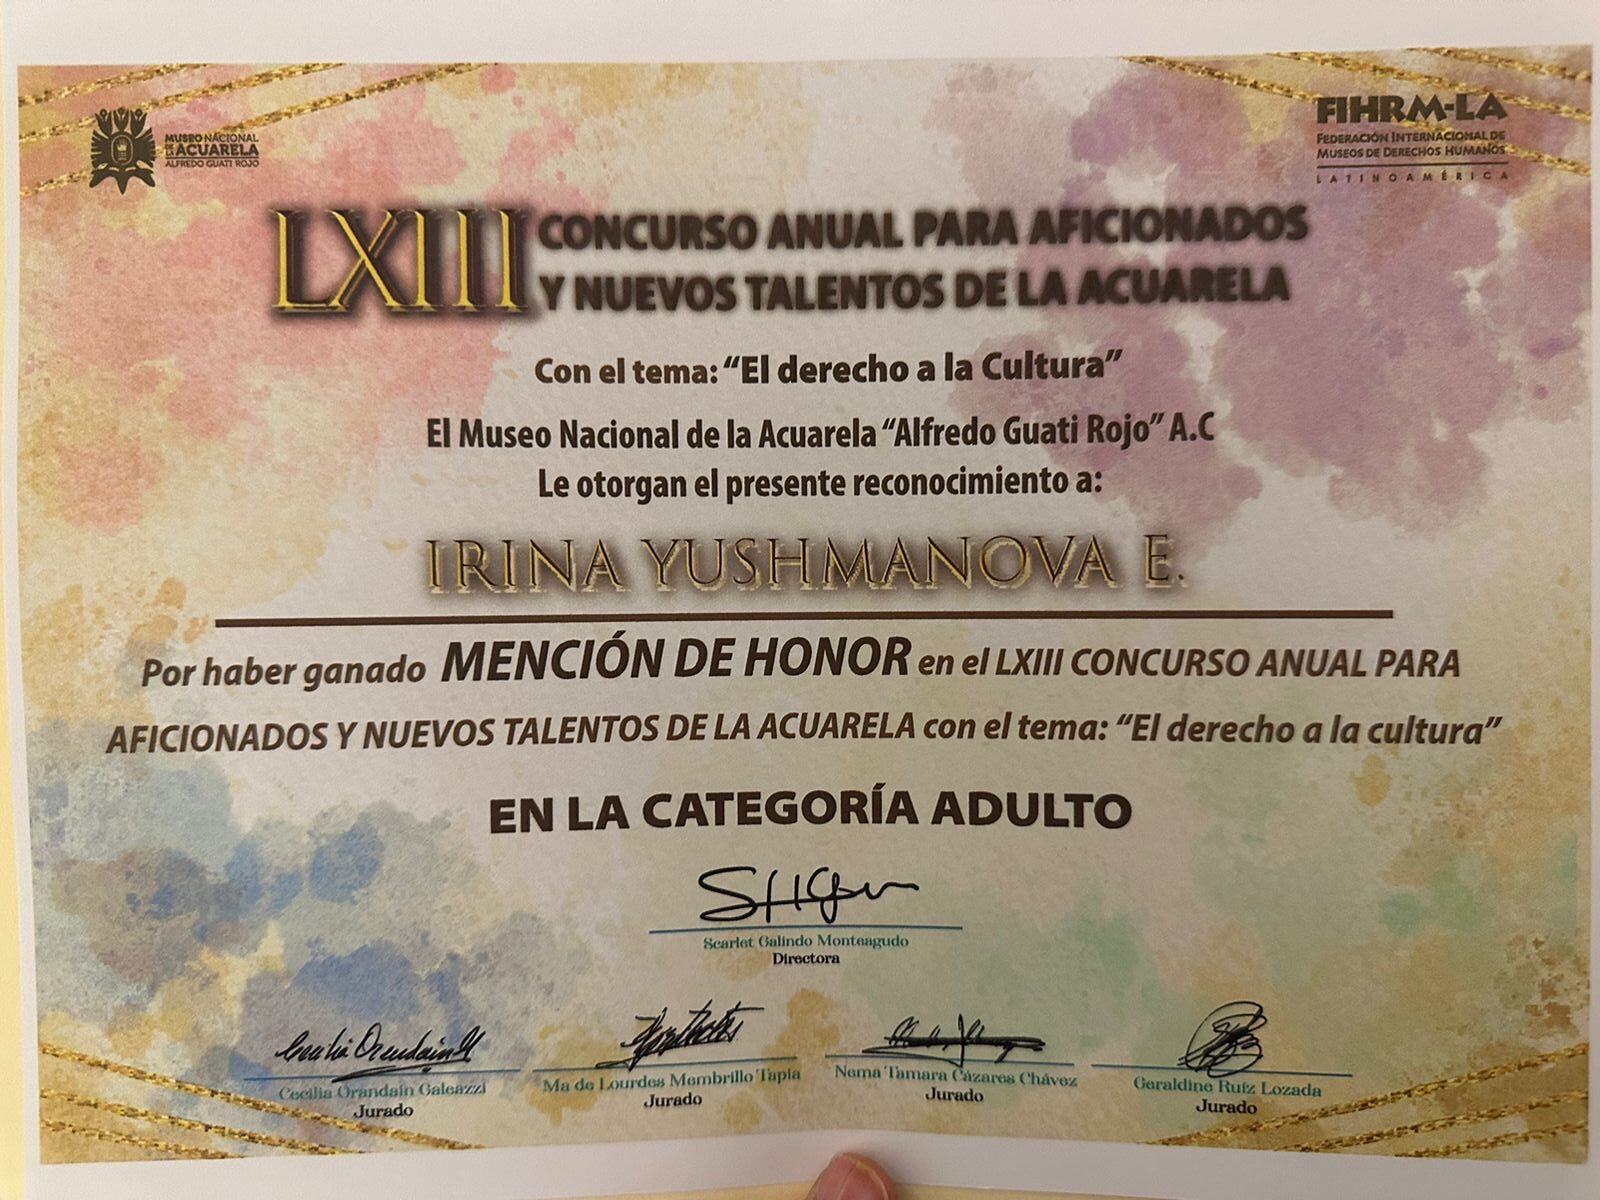 MUSEO NACIONAL
DE LA ACUARELA
ALFREDO GUATI ROJO
FIHRM-LA
FEDERACIÓN INTERNACIONAL DE
MUSEOS DE DERECHOS HUMANOS
LATINOAMÉRICA
LXIII CONCURSO ANUAL PARA AFICIONADOS
Y NUEVOS TALENTOS DE LA ACUARELA
Con el tema: “El derecho a la Cultura”
El Museo Nacional de la Acuarela “Alfredo Guati Rojo” A.C
Le otorgan el presente reconocimiento a:
IRINA YUSHMANOVA E.
Por haber ganado MENCIÓN DE HONOR en el LXIII CONCURSO ANUAL PARA
AFICIONADOS Y NUEVOS TALENTOS DE LA ACUARELA con el tema: “El derecho a la cultura”
EN LA CATEGORÍA ADULTO
Scarlet Galindo Monteagudo
Directora
Cecilia Orandain Galeazzi
Jurado
Ma de Lourdes Membrillo Tapia
Jurado
Nema Tamara Cázares Chávez
Jurado
Geraldine Ruíz Lozada
Jurado